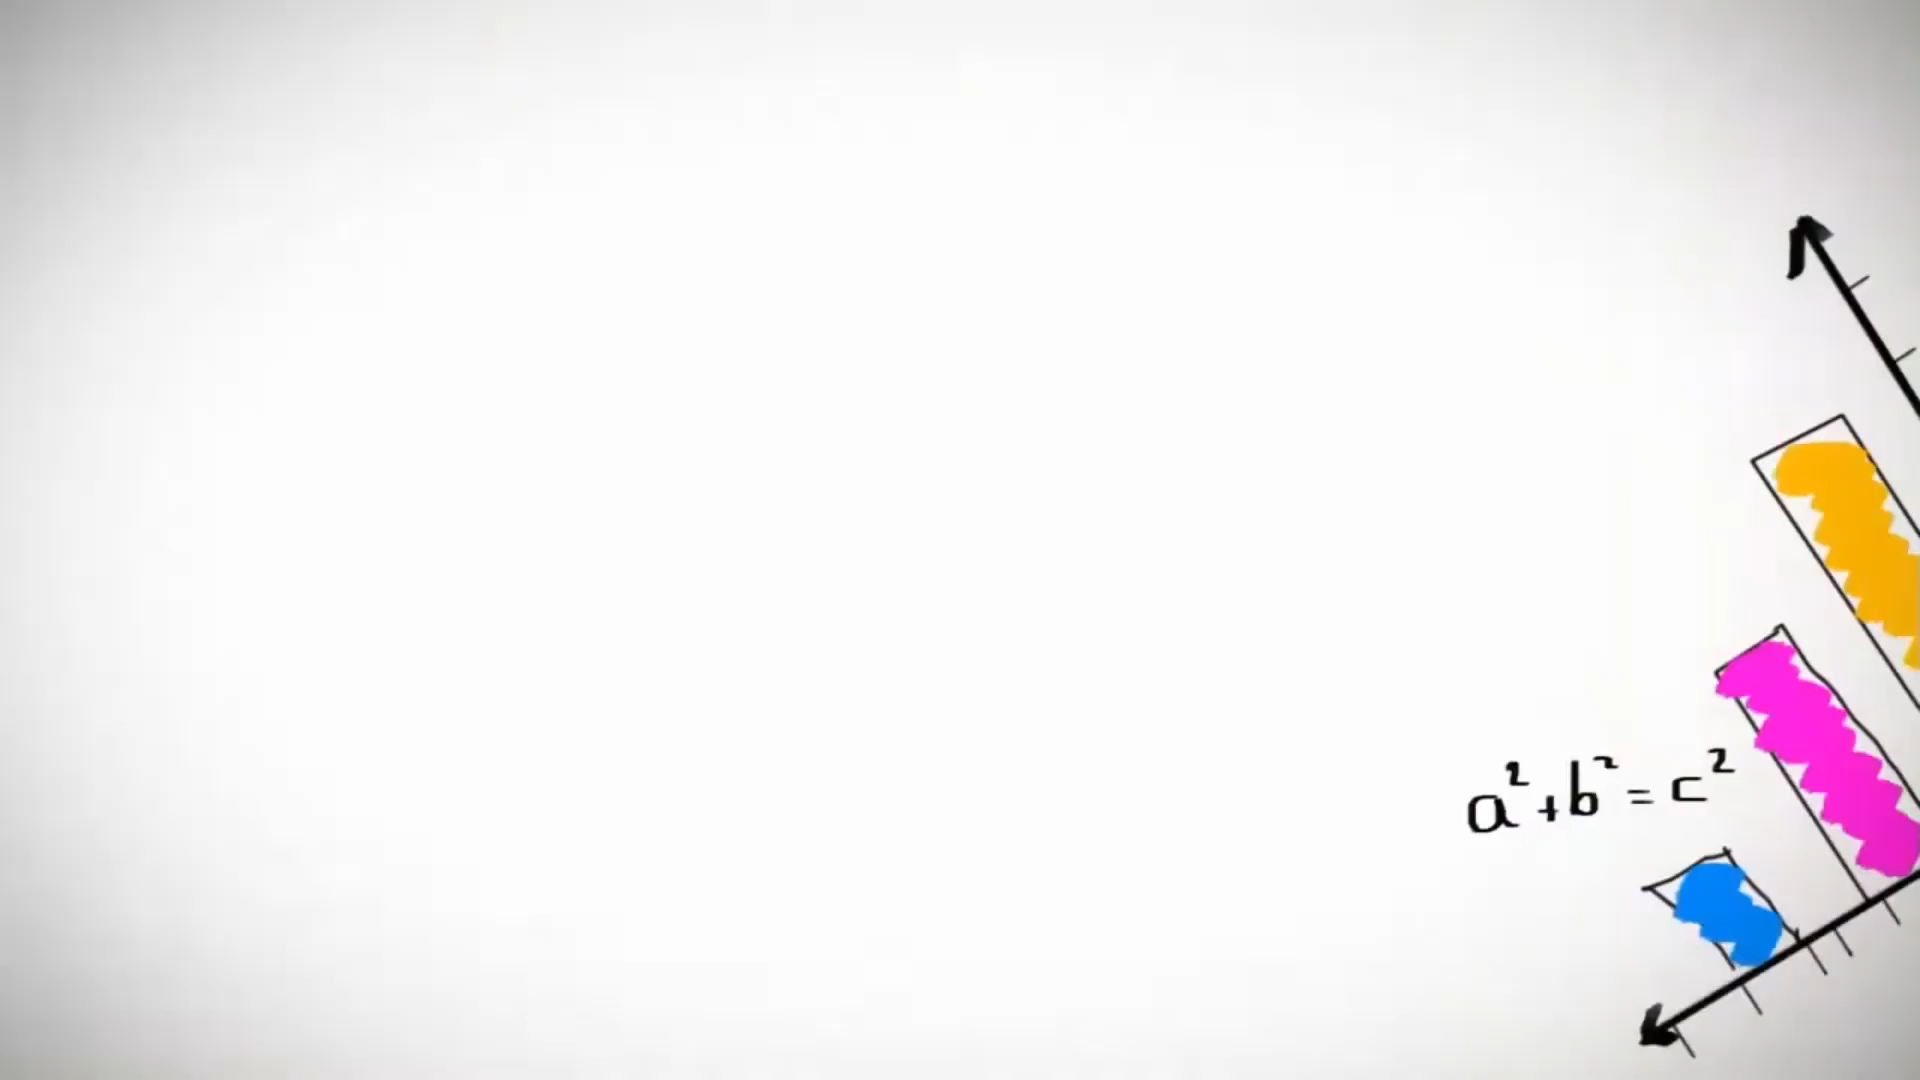 a² + b² = c²